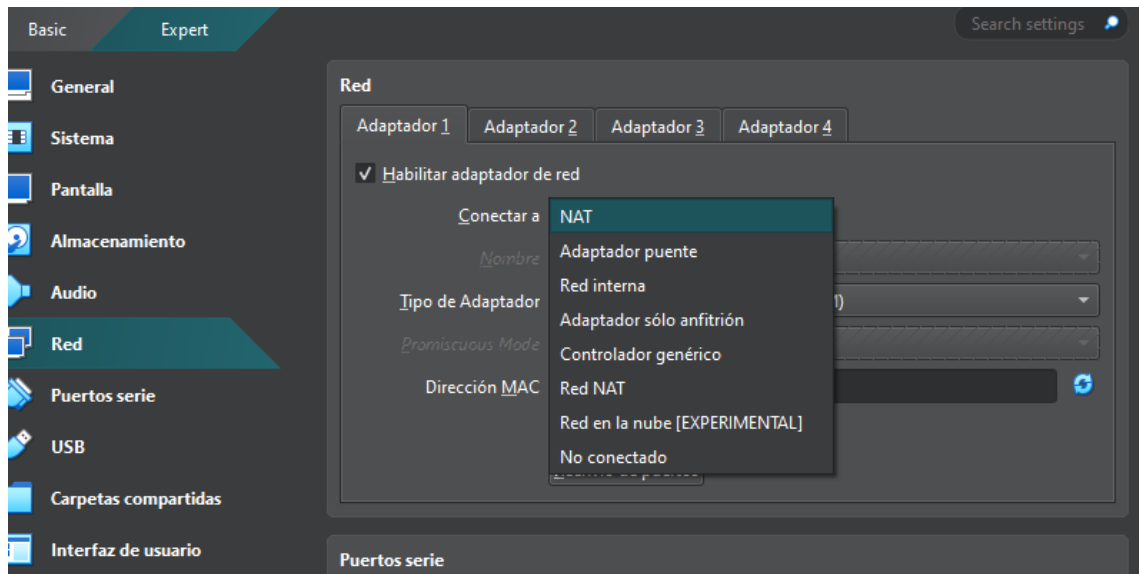 Basic Expert Search settings
General
Sistema
Pantalla
Almacenamiento
Audio
Red
Puertos serie
USB
Carpetas compartidas
Interfaz de usuario
Red
Adaptador 1 Adaptador 2 Adaptador 3 Adaptador 4
Habilitar adaptador de red
Conectar a
NAT
Adaptador puente
Red interna
Adaptador sólo anfitrión
Controlador genérico
Red NAT
Red en la nube [EXPERIMENTAL]
No conectado
Nombre
Tipo de Adaptador
Promiscuous Mode
Dirección MAC
Puertos serie